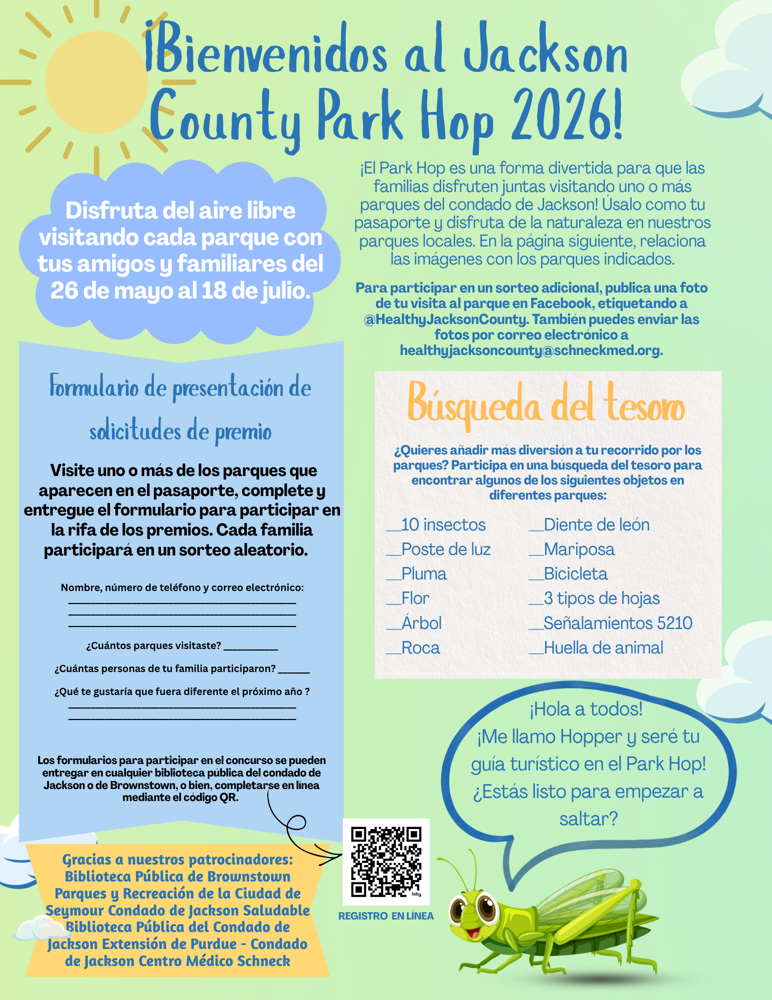 ¡Bienvenidos al Jackson
County Park Hop 2026!
Disfruta del aire libre
visitando cada parque con
tus amigos y familiares del
26 de mayo al 18 de julio.
¡El Park Hop es una forma divertida para que las
familias disfruten juntas visitando uno o más
parques del condado de Jackson! Úsalo como tu
pasaporte y disfruta de la naturaleza en nuestros
parques locales. En la página siguiente, relaciona
las imágenes con los parques indicados.
Para participar en un sorteo adicional, publica una foto
de tu visita al parque en Facebook, etiquetando a
@HealthyJacksonCounty. También puedes enviar las
fotos por correo electrónico a
healthyjacksoncounty@schneckmed.org.
Formulario de presentación de
solicitudes de premio
Visite uno o más de los parques que
aparecen en el pasaporte, complete y
entregue el formulario para participar en
la rifa de los premios. Cada familia
participará en un sorteo aleatorio.
Nombre, número de teléfono y correo electrónico:
¿Cuántos parques visitaste? ____________
¿Cuántas personas de tu familia participaron? _______
¿Qué te gustaría que fuera diferente el próximo año ?
Los formularios para participar en el concurso se pueden
entregar en cualquier biblioteca pública del condado de
Jackson o de Brownstown, o bien, completarse en línea
mediante el código QR.
Búsqueda del tesoro
¿Quieres añadir más diversión a tu recorrido por los
parques? Participa en una búsqueda del tesoro para
encontrar algunos de los siguientes objetos en
diferentes parques:
__10 insectos
__Poste de luz
__Pluma
__Flor
__Árbol
__Roca
__Diente de león
__Mariposa
__Bicicleta
__3 tipos de hojas
__Señalamientos 5210
__Huella de animal
¡Hola a todos!
¡Me llamo Hopper y seré tu
guía turístico en el Park Hop!
¿Estás listo para empezar a
saltar?
Gracias a nuestros patrocinadores:
Biblioteca Pública de Brownstown
Parques y Recreación de la Ciudad de
Seymour Condado de Jackson Saludable
Biblioteca Pública del Condado de
Jackson Extensión de Purdue - Condado
de Jackson Centro Médico Schneck
bitly
REGISTRO EN LÍNEA